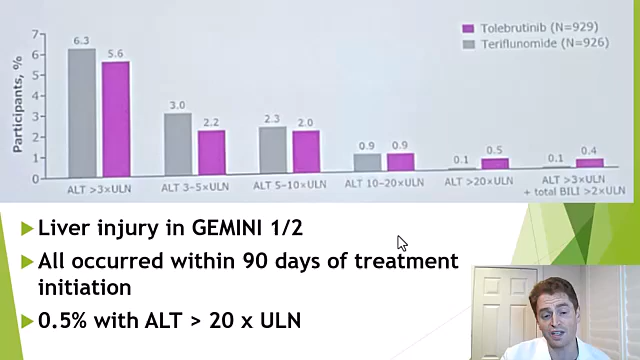 Participants, %
7
6
5
4
3
2
1
0
Tolebrutinib (N=929)
Teriflunomide (N=926)
6.3
5.6
3.0
2.2
2.3
2.0
0.9
0.9
0.1
0.5
0.1
0.4
ALT >3×ULN
ALT 3–5×ULN
ALT 5–10×ULN
ALT 10–20×ULN
ALT >20×ULN
ALT >3×ULN
+ total BILI >2×ULN
Liver injury in GEMINI 1/2
All occurred within 90 days of treatment
initiation
0.5% with ALT > 20 x ULN